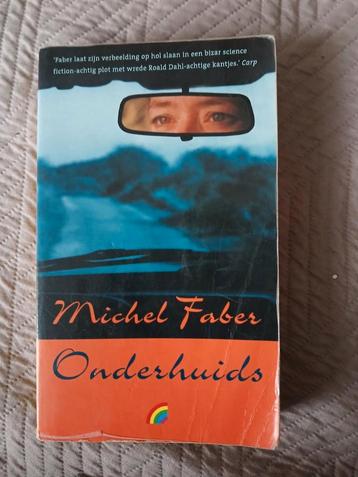 'Faber laat zijn verbeelding op hol slaan in een bizar science
fiction-achtig plot met wrede Roald Dahl-achtige kantjes.' Carp
Michel Faber
Onderhuids